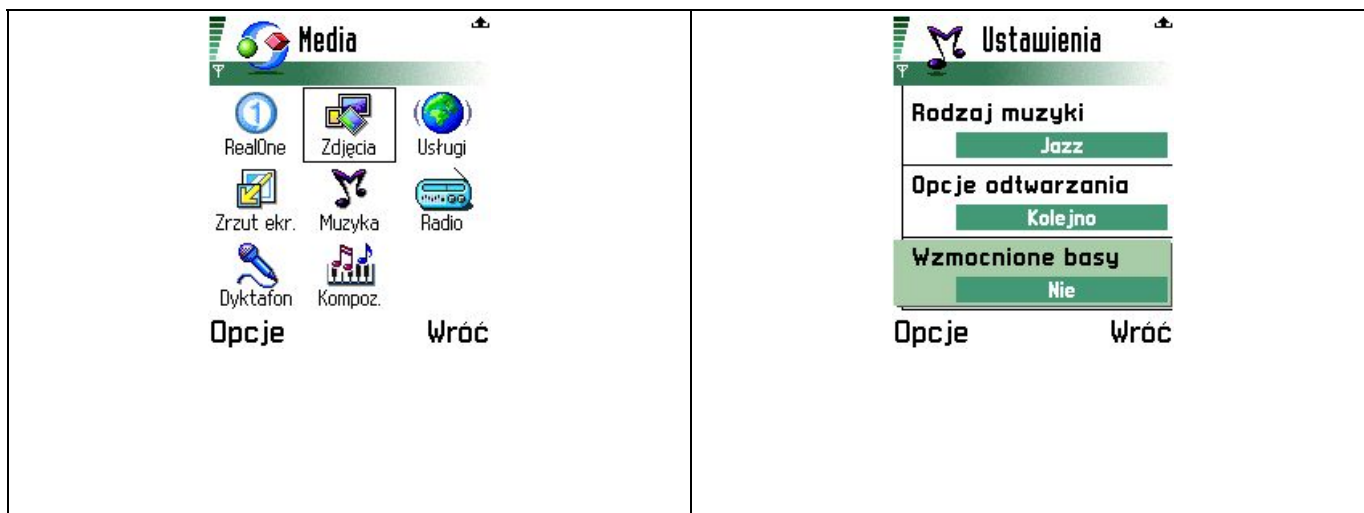 Media
RealOne Zdjęcia Usługi
Zrzut ekr. Muzyka Radio
Dyktafon Kompoz.
Opcje Wróć
Ustawienia
Rodzaj muzyki
Jazz
Opcje odtwarzania
Kolejno
Wzmocnione basy
Nie
Opcje Wróć